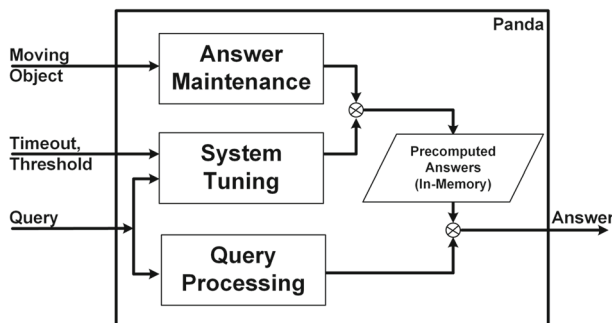 Panda
Moving
Object
Answer
Maintenance
Timeout,
Threshold
System
Tuning
Precomputed
Answers
(In-Memory)
Query
Answer
Query
Processing